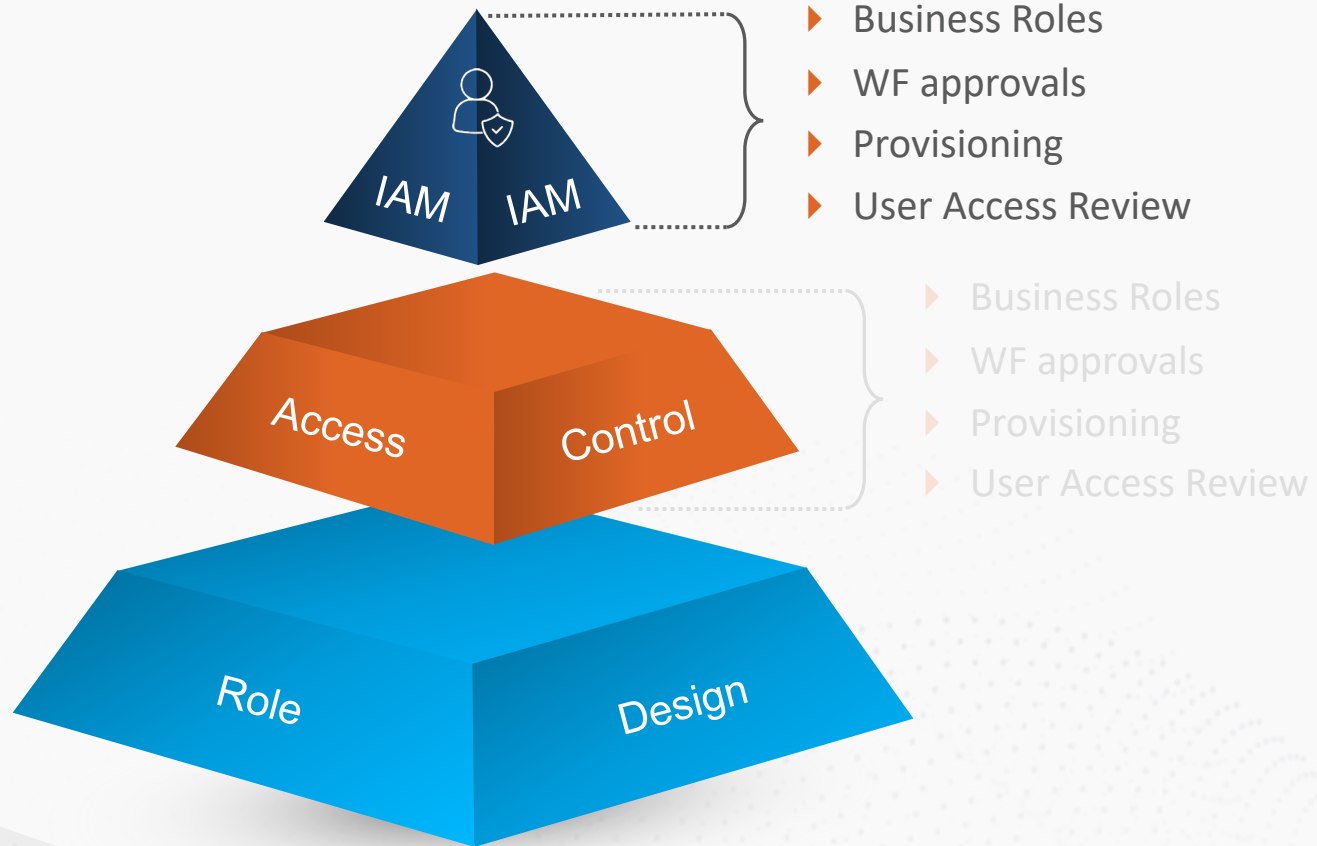 Business Roles
WF approvals
Provisioning
User Access Review
IAM IAM
Business Roles
WF approvals
Provisioning
User Access Review
Access Control
Role Design